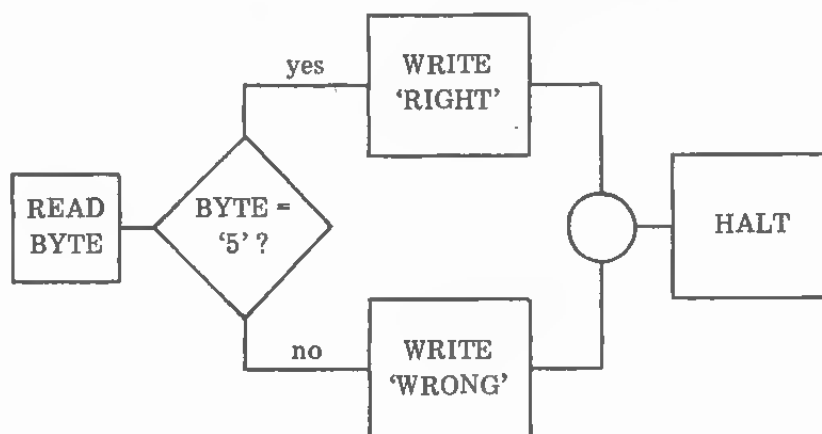 READ
BYTE
BYTE =
‘5’ ?
yes
WRITE
‘RIGHT’
no
WRITE
‘WRONG’
HALT